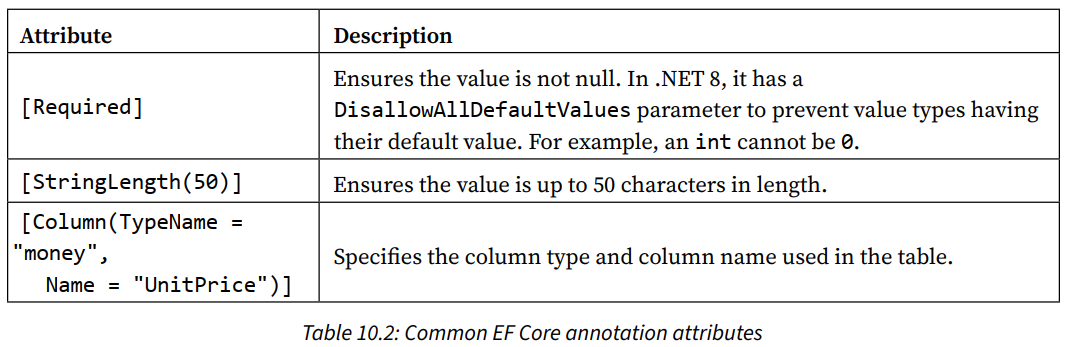 Attribute
Description
[Required]
Ensures the value is not null. In .NET 8, it has a
DisallowAllDefaultValues parameter to prevent value types having
their default value. For example, an int cannot be 0.
[StringLength(50)]
Ensures the value is up to 50 characters in length.
[Column(TypeName =
"money",
Name = "UnitPrice")]
Specifies the column type and column name used in the table.
Table 10.2: Common EF Core annotation attributes